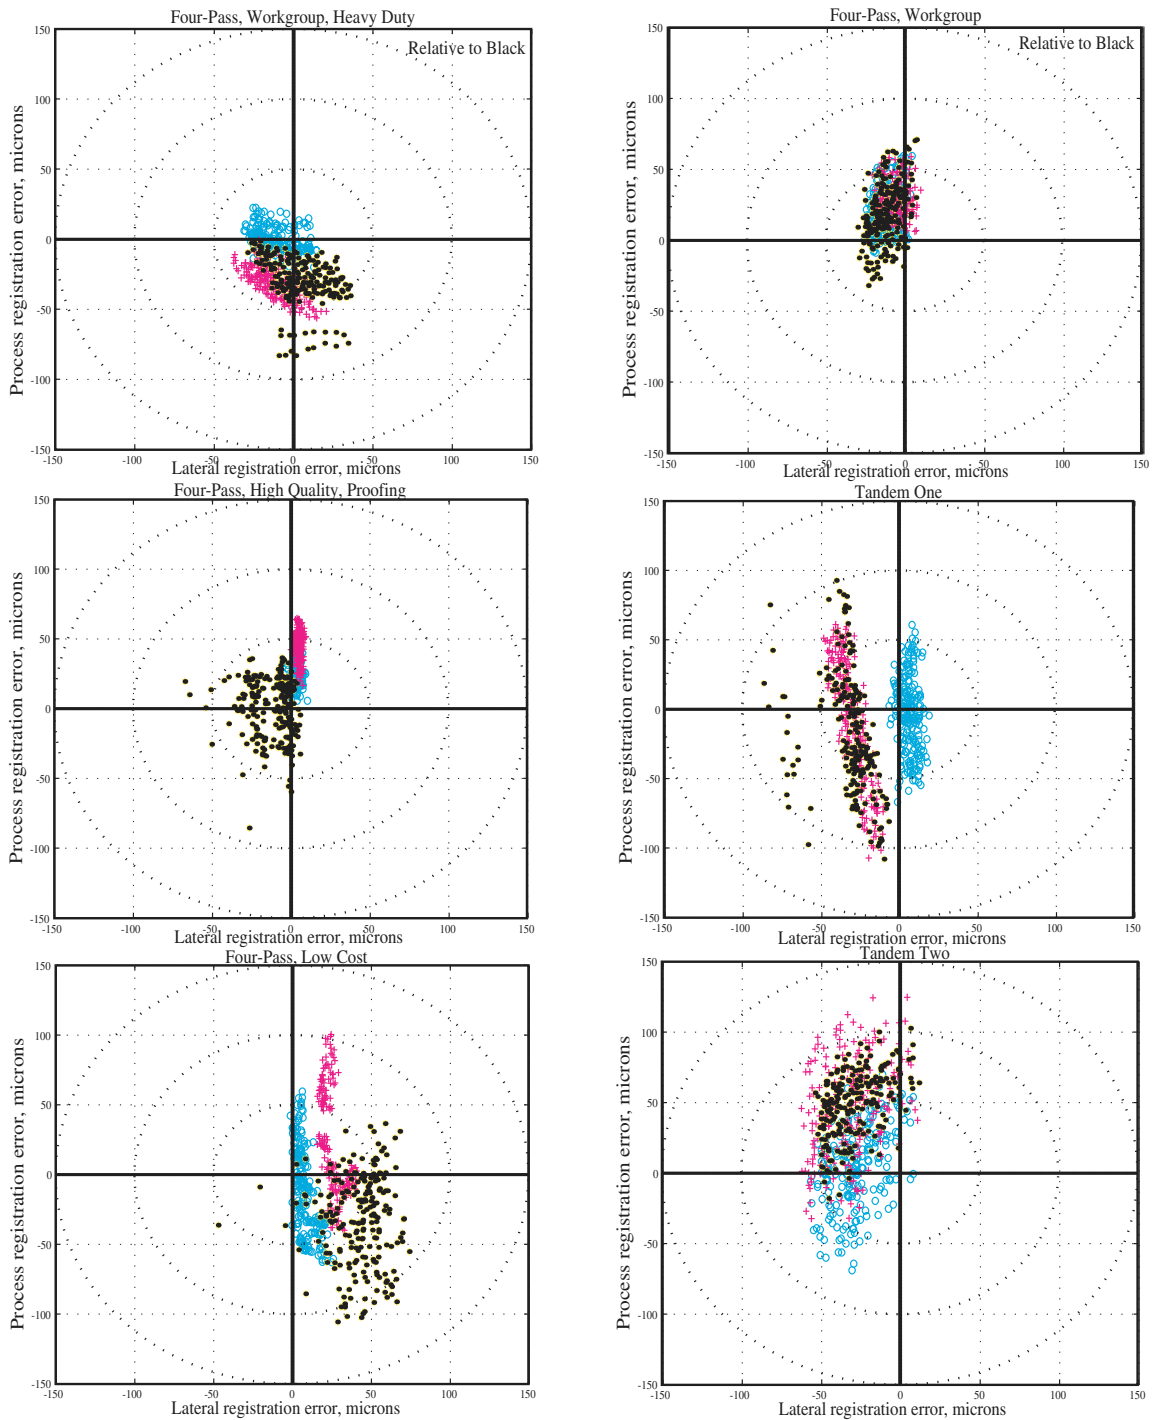 Four-Pass, Workgroup, Heavy Duty
Relative to Black
Process registration error, microns
150
100
50
0
-50
-100
-150
-150 -100 -50 0 50 100 150
Lateral registration error, microns
Four-Pass, Workgroup
Relative to Black
Process registration error, microns
150
100
50
0
-50
-100
-150
-150 -100 -50 0 50 100 150
Lateral registration error, microns
Four-Pass, High Quality, Proofing
Process registration error, microns
150
100
50
0
-50
-100
-150
-150 -100 -50 0 50 100 150
Lateral registration error, microns
Tandem One
Process registration error, microns
150
100
50
0
-50
-100
-150
-150 -100 -50 0 50 100 150
Lateral registration error, microns
Four-Pass, Low Cost
Process registration error, microns
150
100
50
0
-50
-100
-150
-150 -100 -50 0 50 100 150
Lateral registration error, microns
Tandem Two
Process registration error, microns
150
100
50
0
-50
-100
-150
-150 -100 -50 0 50 100 150
Lateral registration error, microns